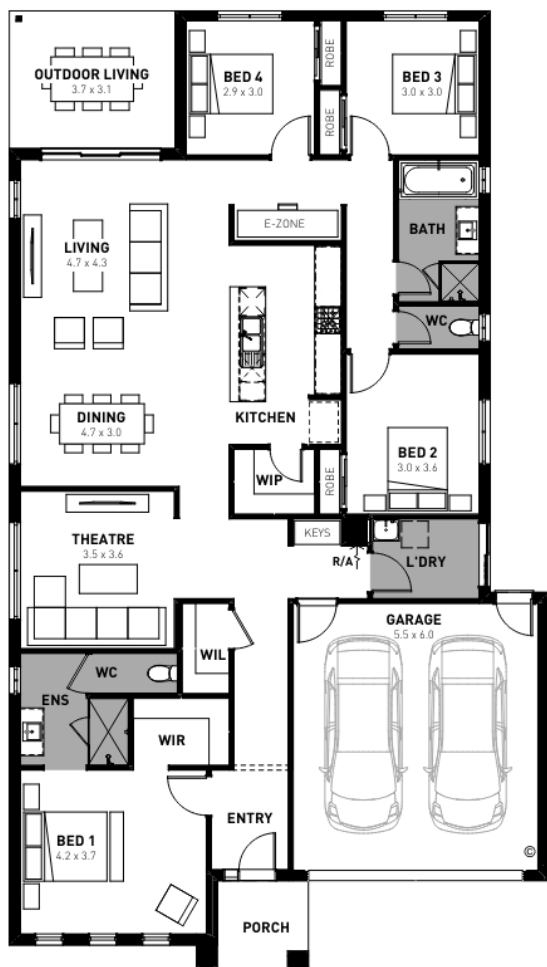 OUTDOOR LIVING
3.7 x 3.1
BED 4
2.9 x 3.0
ROBE
ROBE
BED 3
3.0 x 3.0
LIVING
4.7 x 4.3
E-ZONE
BATH
WC
DINING
4.7 x 3.0
KITCHEN
WIP
ROBE
BED 2
3.0 x 3.6
THEATRE
3.5 x 3.6
KEYS
R/A
L'DRY
WIL
GARAGE
5.5 x 6.0
WC
ENS
WIR
BED 1
4.2 x 3.7
ENTRY
PORCH
©